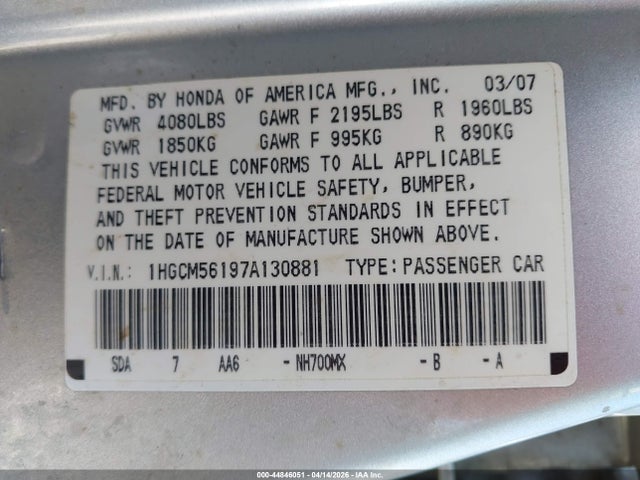 MFD. BY HONDA OF AMERICA MFG., INC. 03/07
GVWR 4080LBS GAWR F 2195LBS R 1960LBS
GVWR 1850KG GAWR F 995KG R 890KG
THIS VEHICLE CONFORMS TO ALL APPLICABLE
FEDERAL MOTOR VEHICLE SAFETY, BUMPER,
AND THEFT PREVENTION STANDARDS IN EFFECT
ON THE DATE OF MANUFACTURE SHOWN ABOVE.
V.I.N.: 1HGCM56197A130881 TYPE: PASSENGER CAR
SDA 7 AA6 - NH700MX - B - A
000-44846051 - 04/14/2026 - IAA Inc.